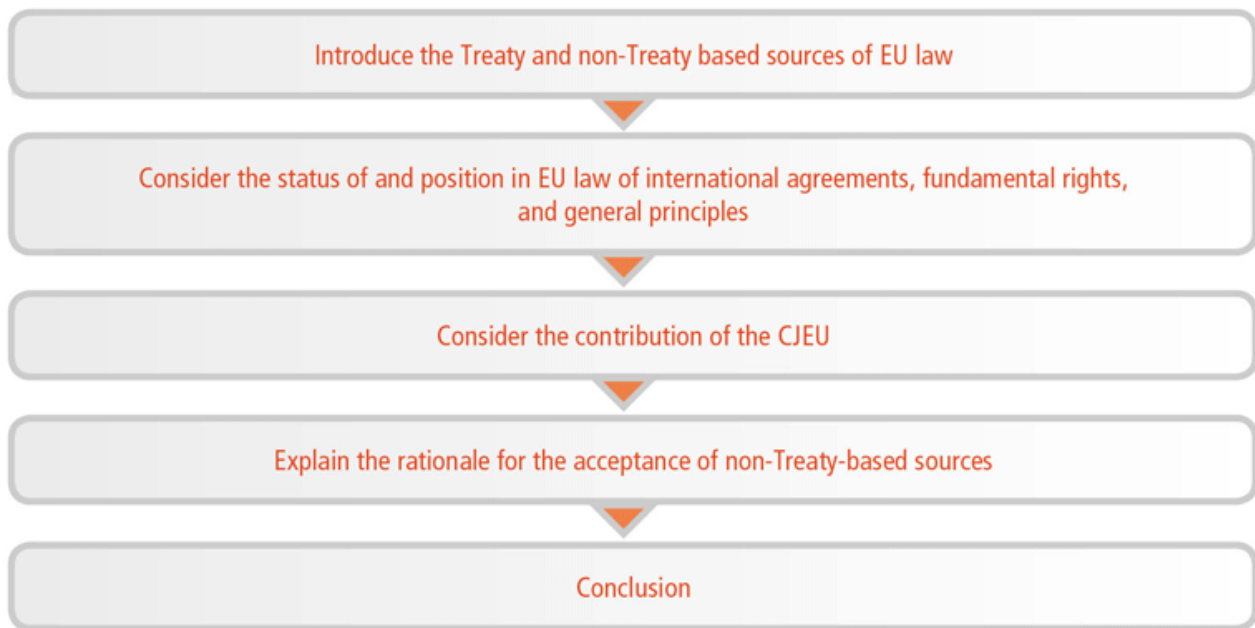 Introduce the Treaty and non-Treaty based sources of EU law
Consider the status of and position in EU law of international agreements, fundamental rights,
and general principles
Consider the contribution of the CJEU
Explain the rationale for the acceptance of non-Treaty-based sources
Conclusion